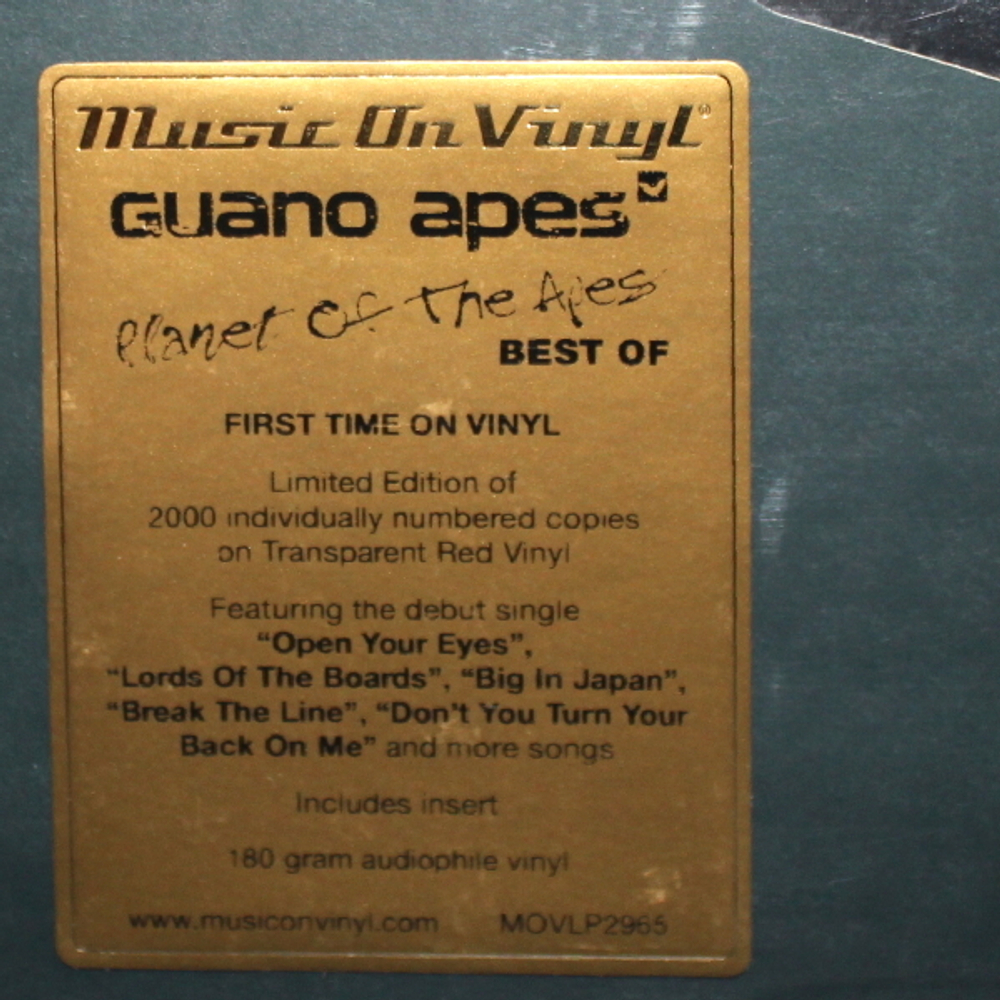 Music On Vinyl®
GUano apes
Planet Of The Apes
BEST OF
FIRST TIME ON VINYL
Limited Edition of
2000 individually numbered copies
on Transparent Red Vinyl
Featuring the debut single
“Open Your Eyes”,
“Lords Of The Boards”, “Big In Japan”,
“Break The Line”, “Don't You Turn Your
Back On Me” and more songs
Includes insert
180 gram audiophile vinyl
www.musiconvinyl.com MOVLP2965